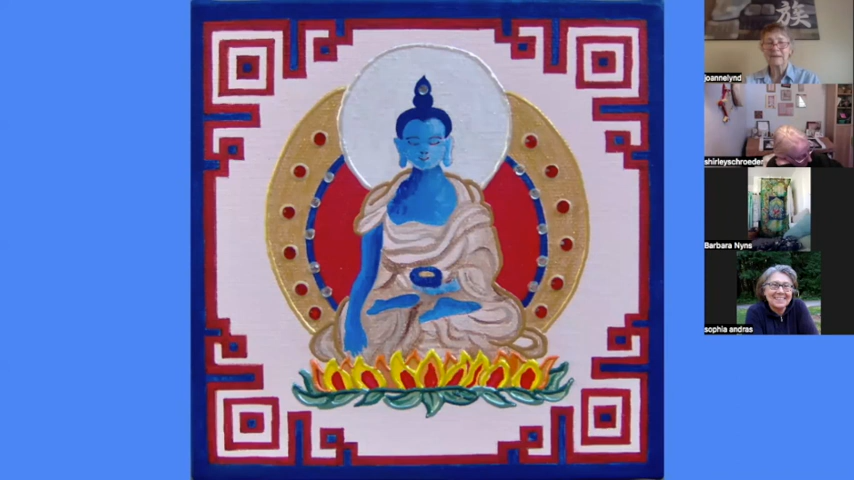 族
joannelynd
shirleyschroeder
Barbara Nyns
sophia andras